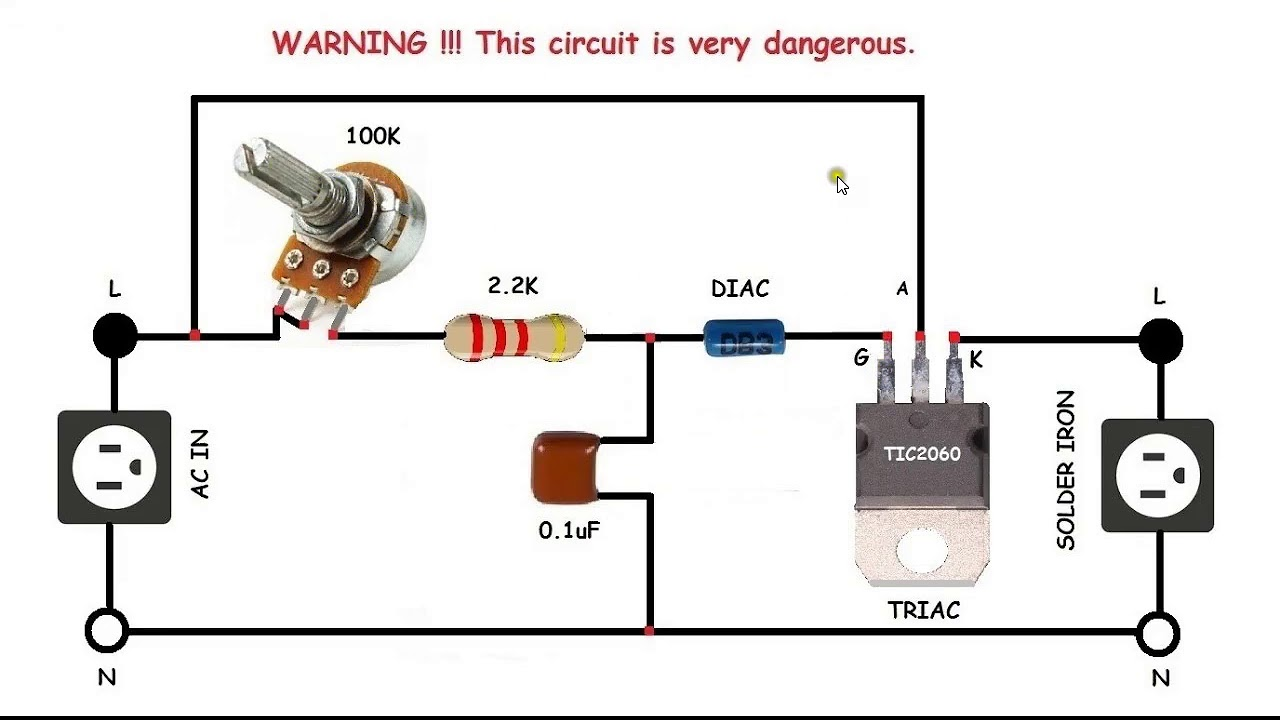 WARNING !!! This circuit is very dangerous.
100K
L
2.2K
DIAC
A
L
DB3
G
K
AC IN
TIC2060
SOLDER IRON
0.1uF
TRIAC
N
N